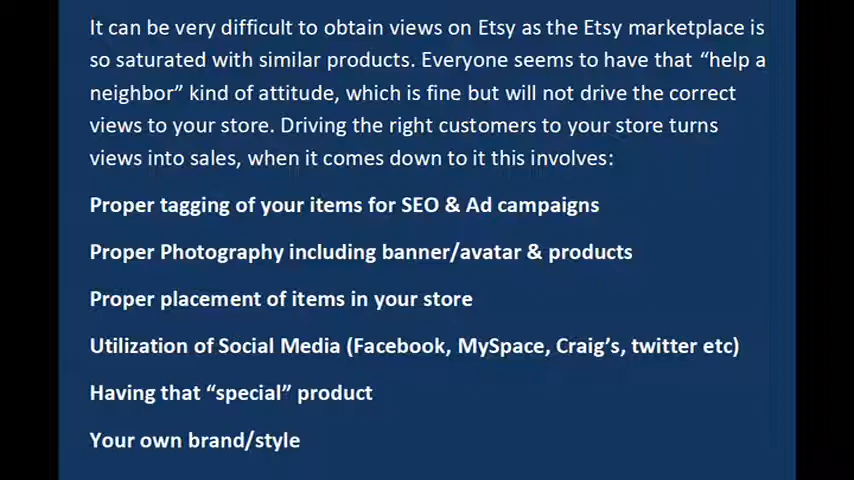 It can be very difficult to obtain views on Etsy as the Etsy marketplace is
so saturated with similar products. Everyone seems to have that “help a
neighbor” kind of attitude, which is fine but will not drive the correct
views to your store. Driving the right customers to your store turns
views into sales, when it comes down to it this involves:
Proper tagging of your items for SEO & Ad campaigns
Proper Photography including banner/avatar & products
Proper placement of items in your store
Utilization of Social Media (Facebook, MySpace, Craig’s, twitter etc)
Having that “special” product
Your own brand/style